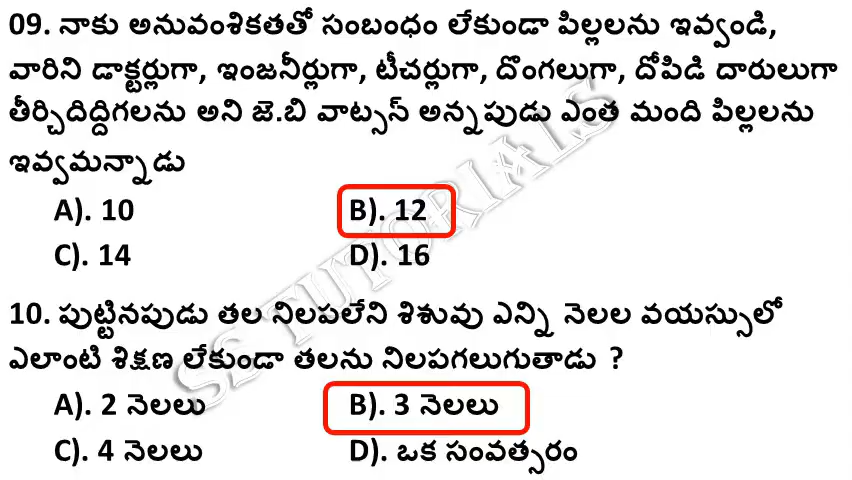 09. నాకు అనువంశికతతో సంబంధం లేకుండా పిల్లలను ఇవ్వండి,
వారిని డాక్టర్లుగా, ఇంజనీర్లుగా, టీచర్లుగా, దొంగలుగా, దోపిడి దారులుగా
తీర్చిదిద్దిగలను అని జె.బి వాట్సన్ అన్నపుడు ఎంత మంది పిల్లలను
ఇవ్వమన్నాడు
A). 10 B). 12
C). 14 D). 16
10. పుట్టినపుడు తల నిలపలేని శిశువు ఎన్ని నెలల వయస్సులో
ఎలాంటి శిక్షణ లేకుండా తలను నిలపగలుగుతాడు ?
A). 2 నెలలు B). 3 నెలలు
C). 4 నెలలు D). ఒక సంవత్సరం
SS TUTORIALS